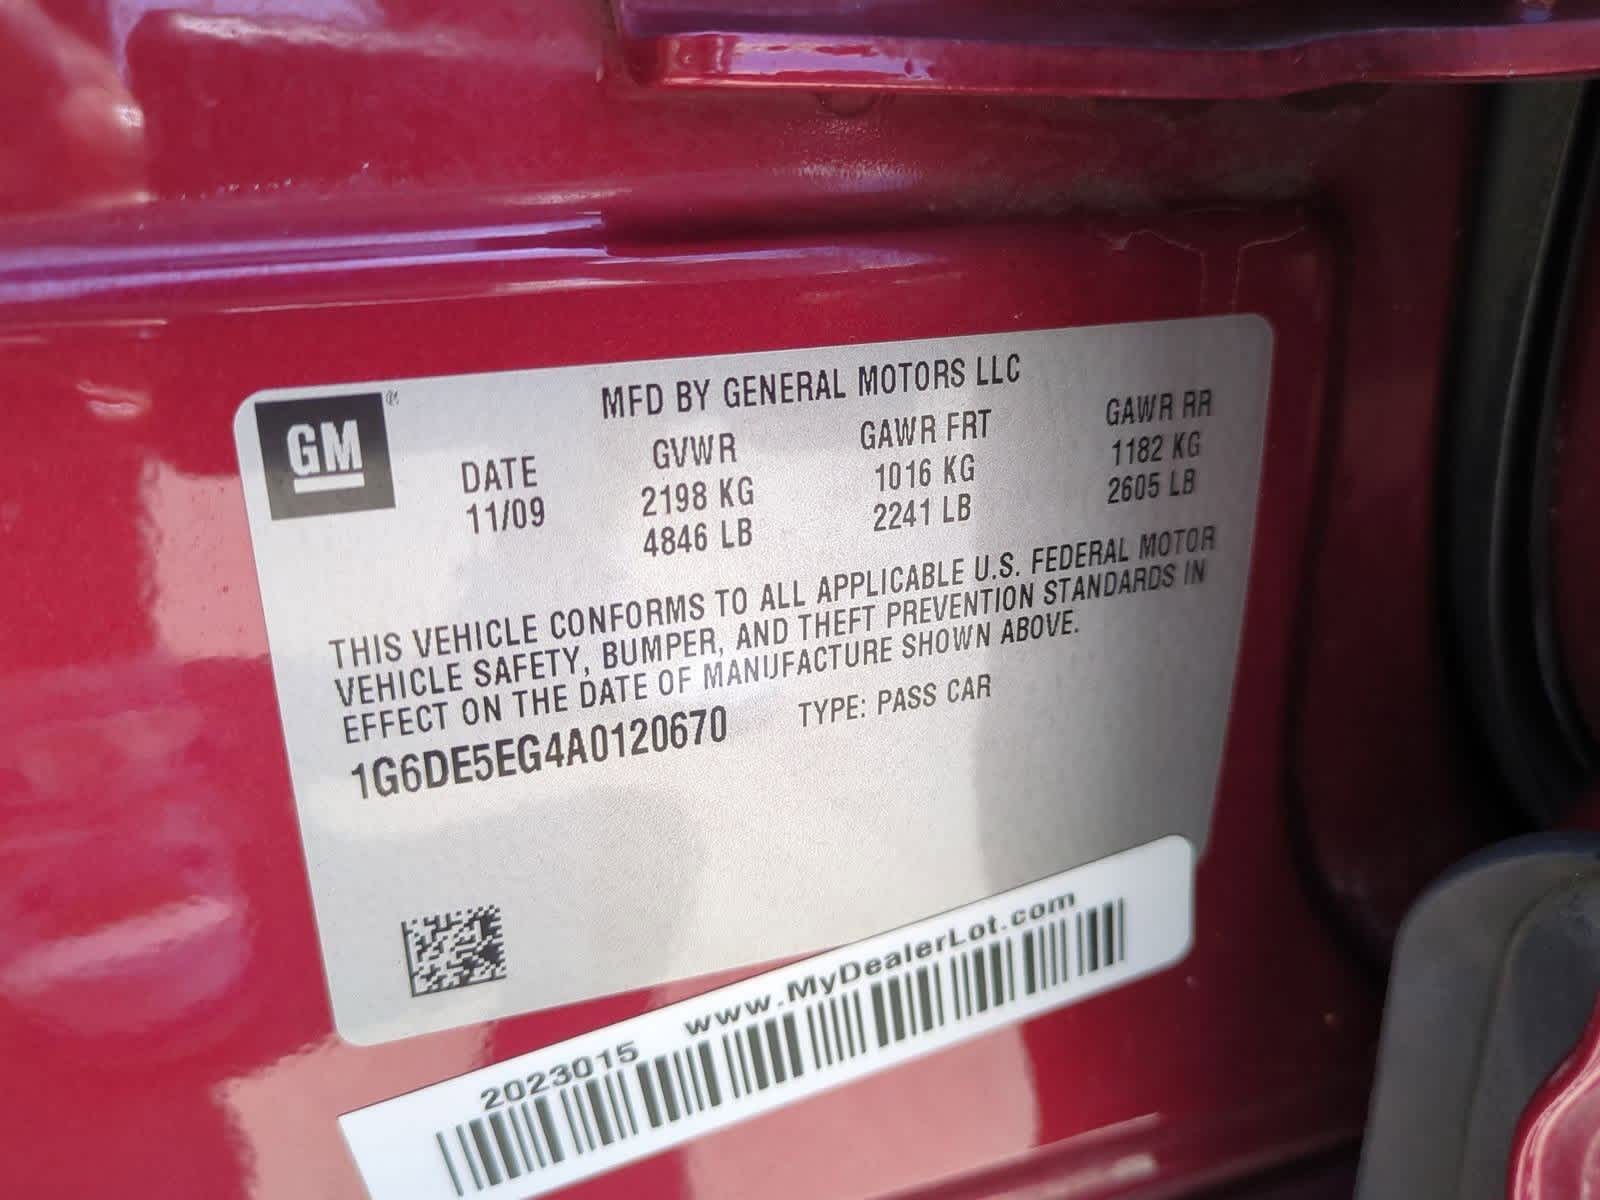 GM
MFD BY GENERAL MOTORS LLC
DATE GVWR GAWR FRT GAWR RR
11/09 2198 KG 1016 KG 1182 KG
4846 LB 2241 LB 2605 LB
THIS VEHICLE CONFORMS TO ALL APPLICABLE U.S. FEDERAL MOTOR
VEHICLE SAFETY, BUMPER, AND THEFT PREVENTION STANDARDS IN
EFFECT ON THE DATE OF MANUFACTURE SHOWN ABOVE.
1G6DE5EG4A0120670 TYPE: PASS CAR
2023015 www.MyDealerLot.com